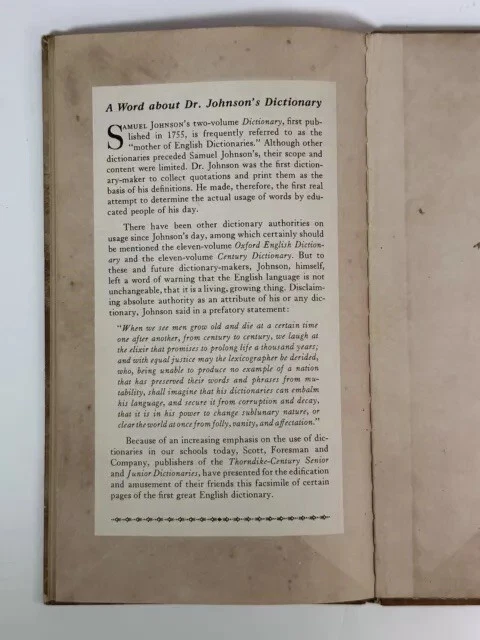 A Word about Dr. Johnson's Dictionary
SAMUEL JOHNSON'S two-volume Dictionary, first pub-
lished in 1755, is frequently referred to as the
"mother of English Dictionaries." Although other
dictionaries preceded Samuel Johnson's, their scope and
content were limited. Dr. Johnson was the first diction-
ary-maker to collect quotations and print them as the
basis of his definitions. He made, therefore, the first real
attempt to determine the actual usage of words by edu-
cated people of his day.
There have been other dictionary authorities on
usage since Johnson's day, among which certainly should
be mentioned the eleven-volume Oxford English Diction-
ary and the eleven-volume Century Dictionary. But to
these and future dictionary-makers, Johnson, himself,
left a word of warning that the English language is not
unchangeable, that it is a living, growing thing. Disclaim-
ing absolute authority as an attribute of his or any dic-
tionary, Johnson said in a prefatory statement:
"When we see men grow old and die at a certain time
one after another, from century to century, we laugh at
the elixir that promises to prolong life a thousand years;
and with equal justice may the lexicographer be derided,
who, being unable to produce no example of a nation
that has preserved their words and phrases from mu-
tability, shall imagine that his dictionaries can embalm
his language, and secure it from corruption and decay,
that it is in his power to change sublunary nature, or
clear the world at once from folly, vanity, and affectation."
Because of an increasing emphasis on the use of dic-
tionaries in our schools today, Scott, Foresman and
Company, publishers of the Thorndike-Century Senior
and Junior Dictionaries, have presented for the edification
and amusement of their friends this facsimile of certain
pages of the first great English dictionary.